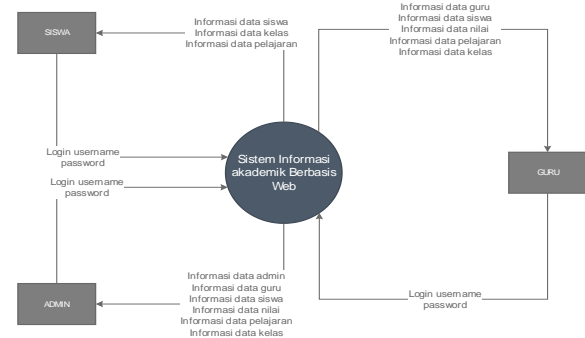 SISWA
Informasi data siswa
Informasi data kelas
Informasi data pelajaran
Informasi data guru
Informasi data siswa
Informasi data nilai
Informasi data pelajaran
Informasi data kelas
Login username
password
Login username
password
Sistem Informasi
akademik Berbasis
Web
GURU
ADMIN
Informasi data admin
Informasi data guru
Informasi data siswa
Informasi data nilai
Informasi data pelajaran
Informasi data kelas
Login username
password